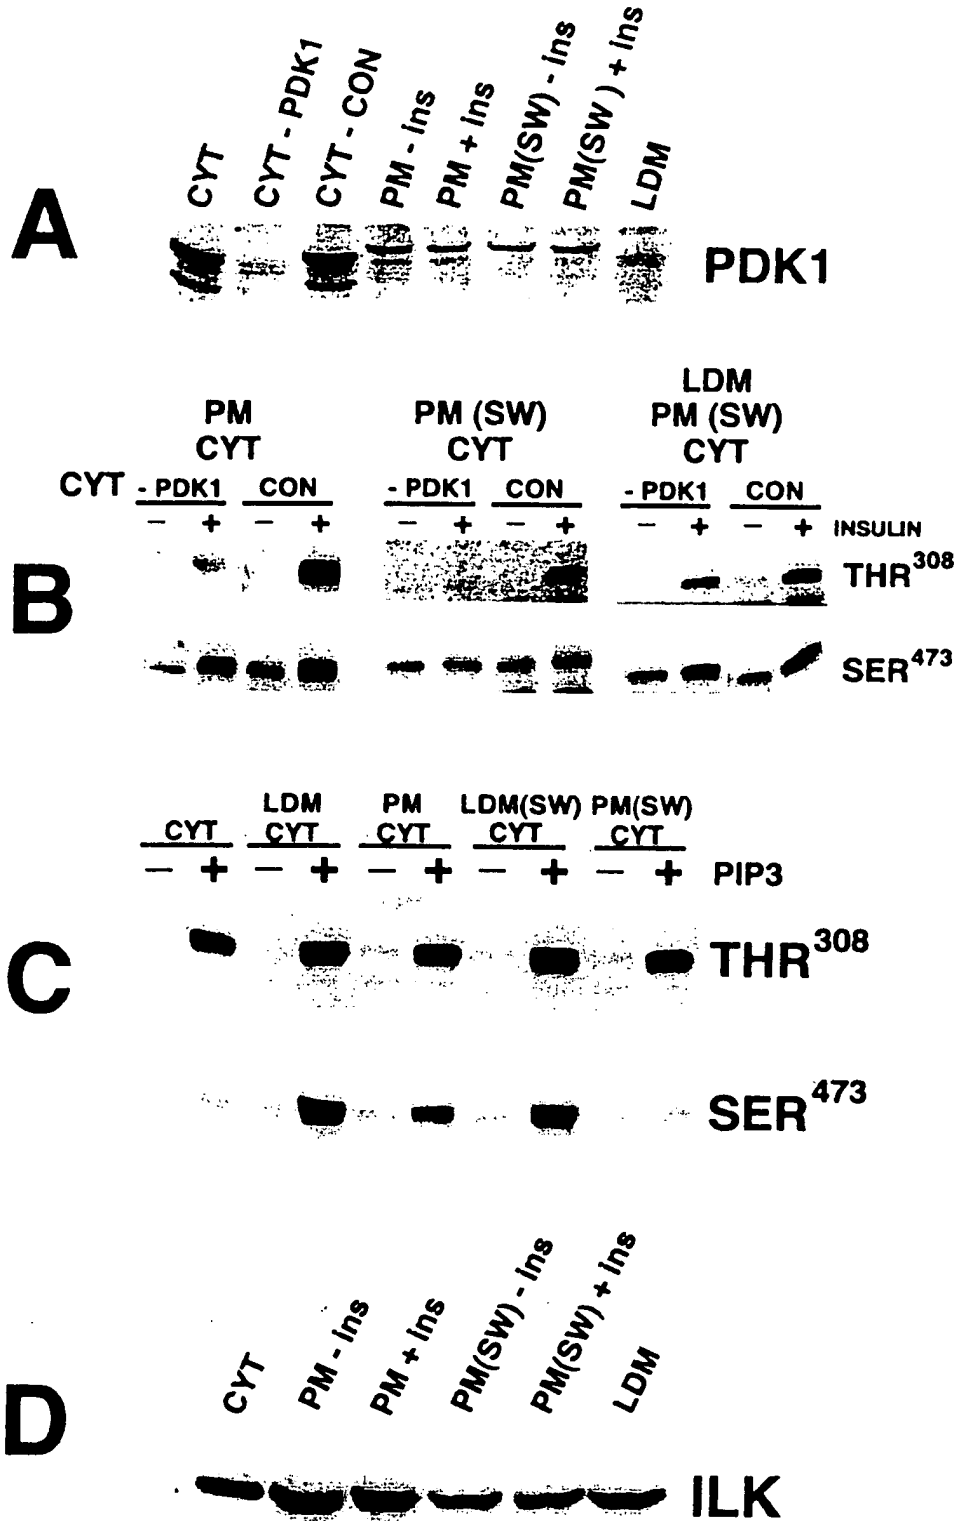 A
CYT
CYT - PDK1
CYT - CON
PM - ins
PM + ins
PM(SW) - ins
PM(SW ) + ins
LDM
PDK1
B
PM
CYT
PM (SW)
CYT
LDM
PM (SW)
CYT
CYT - PDK1 CON - PDK1 CON - PDK1 CON
− + − + − + − + − + − + INSULIN
THR308
SER473
C
CYT
LDM
CYT
PM
CYT
LDM(SW)
CYT
PM(SW)
CYT
− + − + − + − + − + PIP3
THR308
SER473
D
CYT
PM - ins
PM + ins
PM(SW) - ins
PM(SW) + ins
LDM
ILK